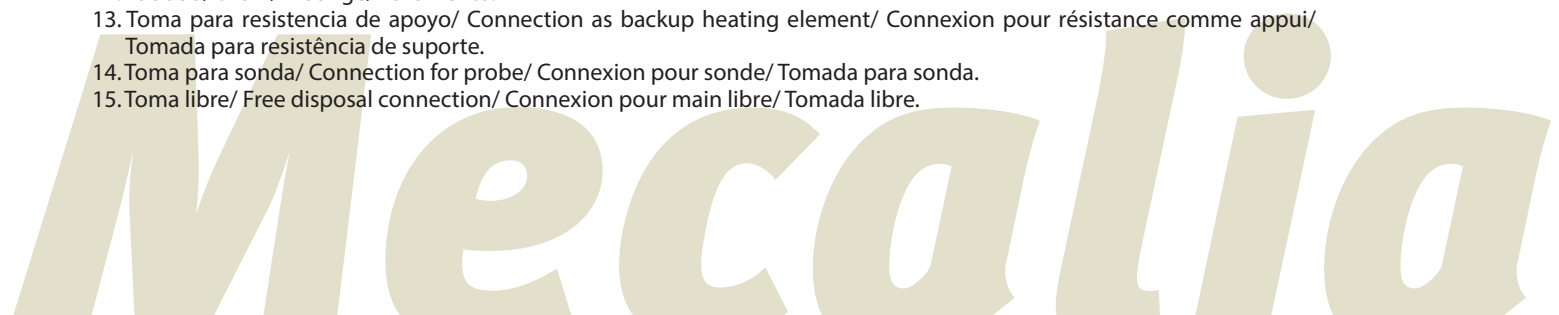 13. Toma para resistencia de apoyo/ Connection as backup heating element/ Connexion pour résistance comme appui/
Tomada para resistência de suporte.
14. Toma para sonda/ Connection for probe/ Connexion pour sonde/ Tomada para sonda.
15. Toma libre/ Free disposal connection/ Connexion pour main libre/ Tomada libre.
Mecalia